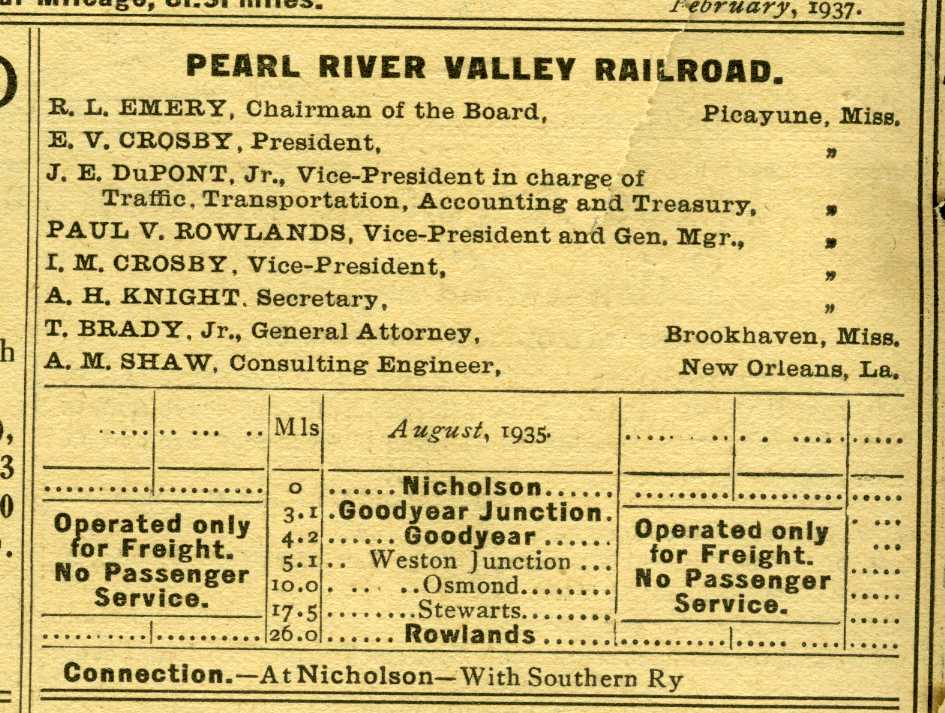 Mileage, 81.51 miles.
February, 1937.
PEARL RIVER VALLEY RAILROAD.
R. L. EMERY, Chairman of the Board, Picayune, Miss.
E. V. CROSBY, President, „
J. E. DuPONT, Jr., Vice-President in charge of
Traffic, Transportation, Accounting and Treasury, „
PAUL V. ROWLANDS, Vice-President and Gen. Mgr., „
I. M. CROSBY, Vice-President, „
A. H. KNIGHT, Secretary, „
T. BRADY, Jr., General Attorney, Brookhaven, Miss.
A. M. SHAW, Consulting Engineer, New Orleans, La.
Mls August, 1935.
0 ......Nicholson......
3.1 .Goodyear Junction.
4.2 ......Goodyear......
5.1 .. Weston Junction ...
10.0 . ... ..Osmond........
17.5 ........Stewarts........
26.0 ......Rowlands......
Operated only
for Freight.
No Passenger
Service.
Operated only
for Freight.
No Passenger
Service.
Connection.—At Nicholson—With Southern Ry